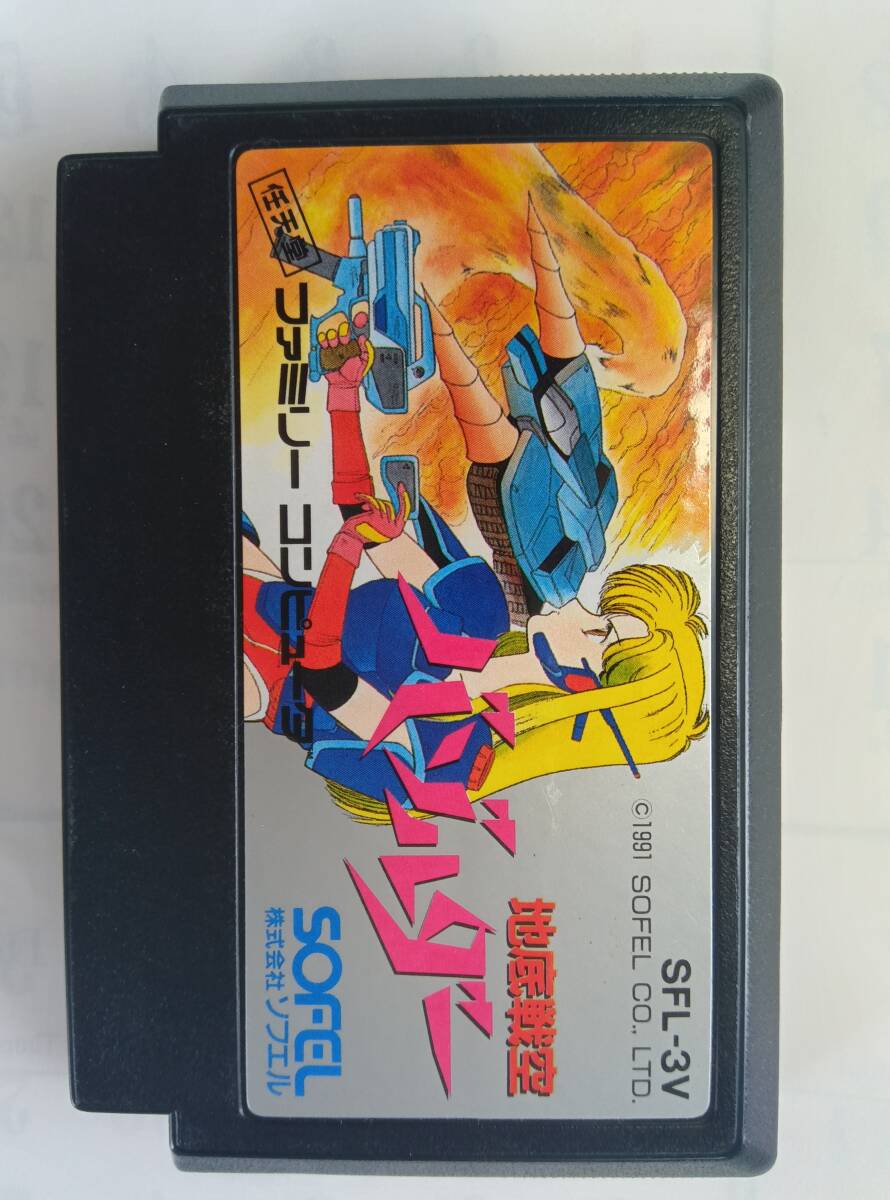 SFL-3V
©1991 SOFEL CO., LTD.
地底戦空
バゾルダー
任天堂
ファミリー コンピュータ™
SOFEL
株式会社 ソフエル